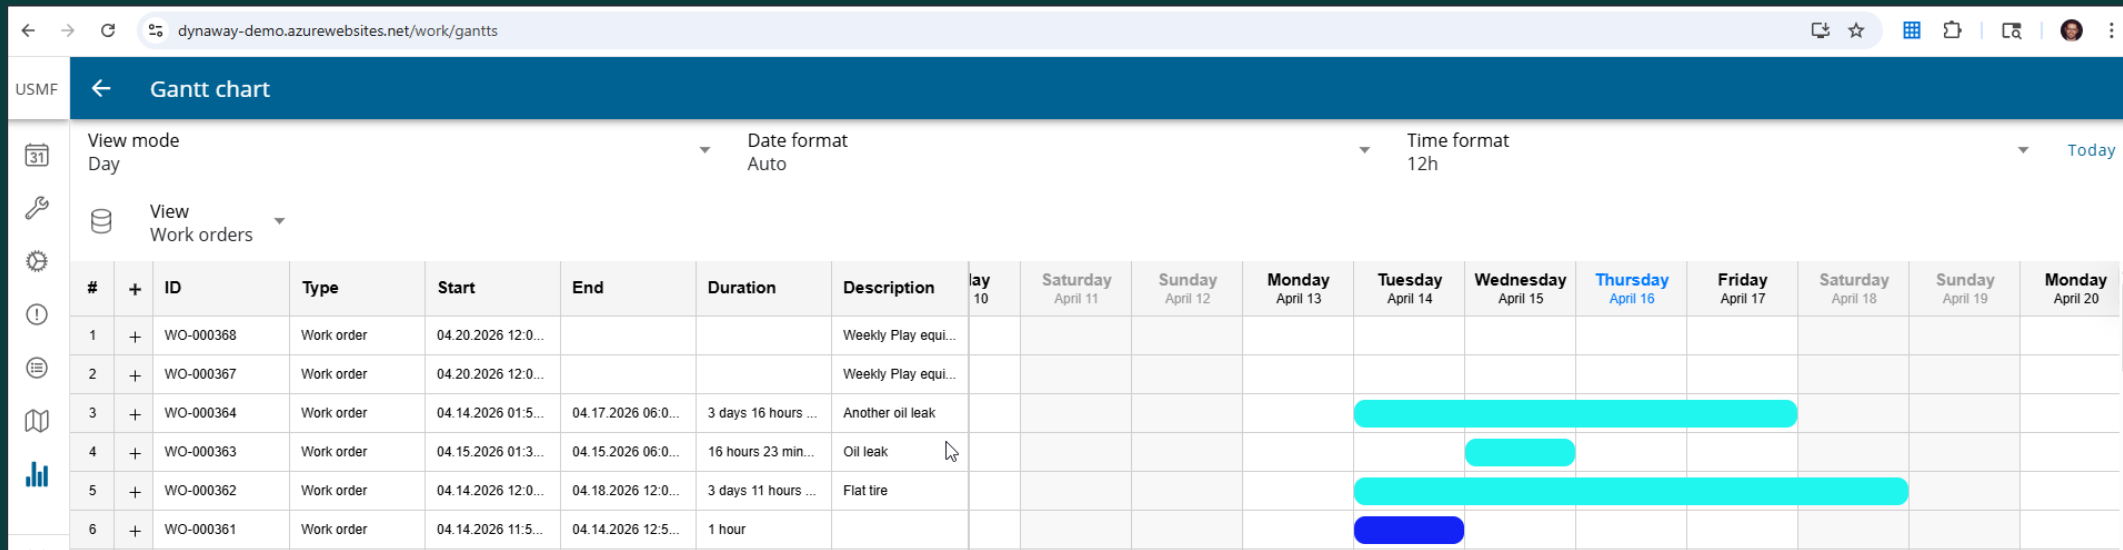 dynaway-demo.azurewebsites.net/work/gantts
USMF
Gantt chart
View mode
Day
Date format
Auto
Time format
12h
Today
31
View
Work orders
# + ID Type Start End Duration Description
lay
10
Saturday
April 11
Sunday
April 12
Monday
April 13
Tuesday
April 14
Wednesday
April 15
Thursday
April 16
Friday
April 17
Saturday
April 18
Sunday
April 19
Monday
April 20
1 + WO-000368 Work order 04.20.2026 12:0... Weekly Play equi...
2 + WO-000367 Work order 04.20.2026 12:0... Weekly Play equi...
3 + WO-000364 Work order 04.14.2026 01:5... 04.17.2026 06:0... 3 days 16 hours ... Another oil leak
4 + WO-000363 Work order 04.15.2026 01:3... 04.15.2026 06:0... 16 hours 23 min... Oil leak
5 + WO-000362 Work order 04.14.2026 12:0... 04.18.2026 12:0... 3 days 11 hours ... Flat tire
6 + WO-000361 Work order 04.14.2026 11:5... 04.14.2026 12:5... 1 hour